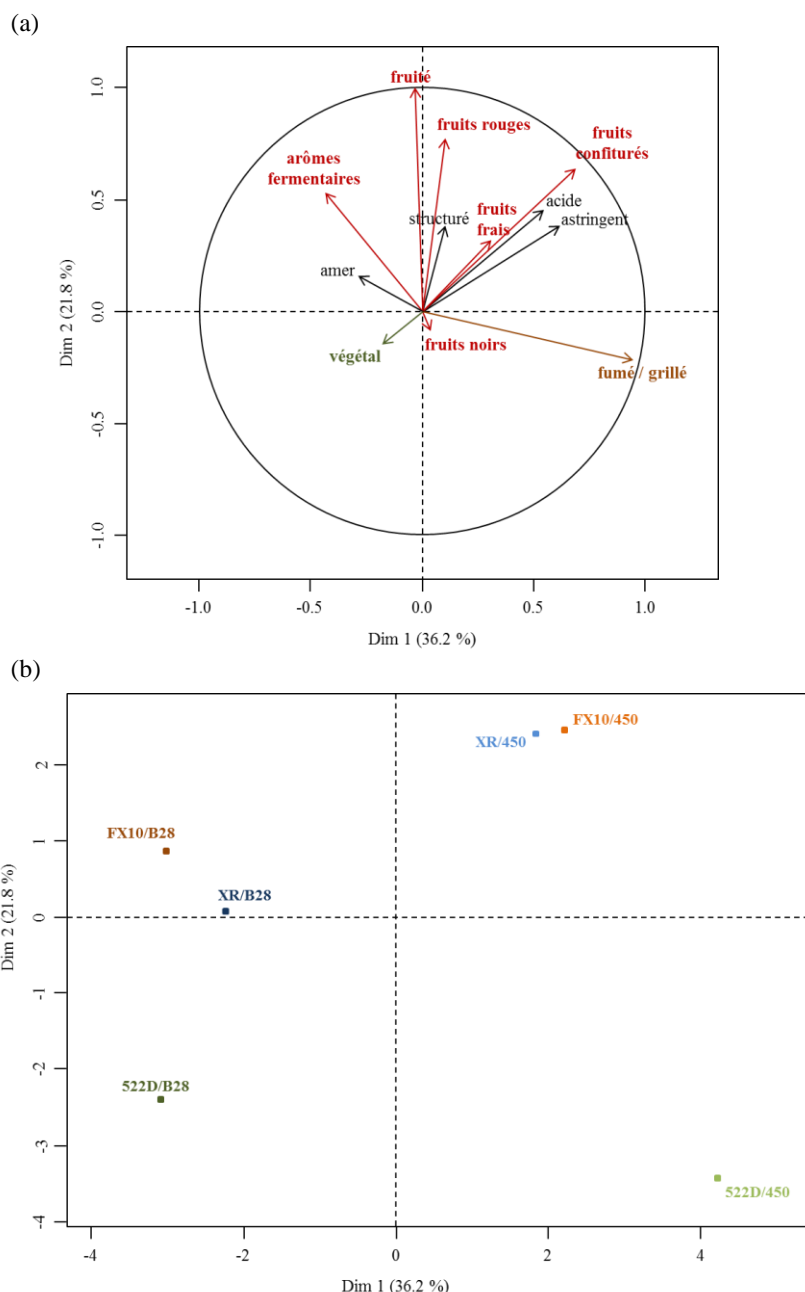 (a)
fruité
fruits rouges
fruits
confiturés
arômes
fermentaires
acide
structuré
fruits
frais
astringent
amer
végétal
fruits noirs
fumé / grillé
1.0
0.5
0.0
-0.5
-1.0
Dim 2 (21.8 %)
-1.0
-0.5
0.0
0.5
1.0
Dim 1 (36.2 %)
(b)
FX10/450
XR/450
FX10/B28
XR/B28
522D/B28
522D/450
2
1
0
-1
-2
-3
-4
Dim 2 (21.8 %)
-4
-2
0
2
4
Dim 1 (36.2 %)